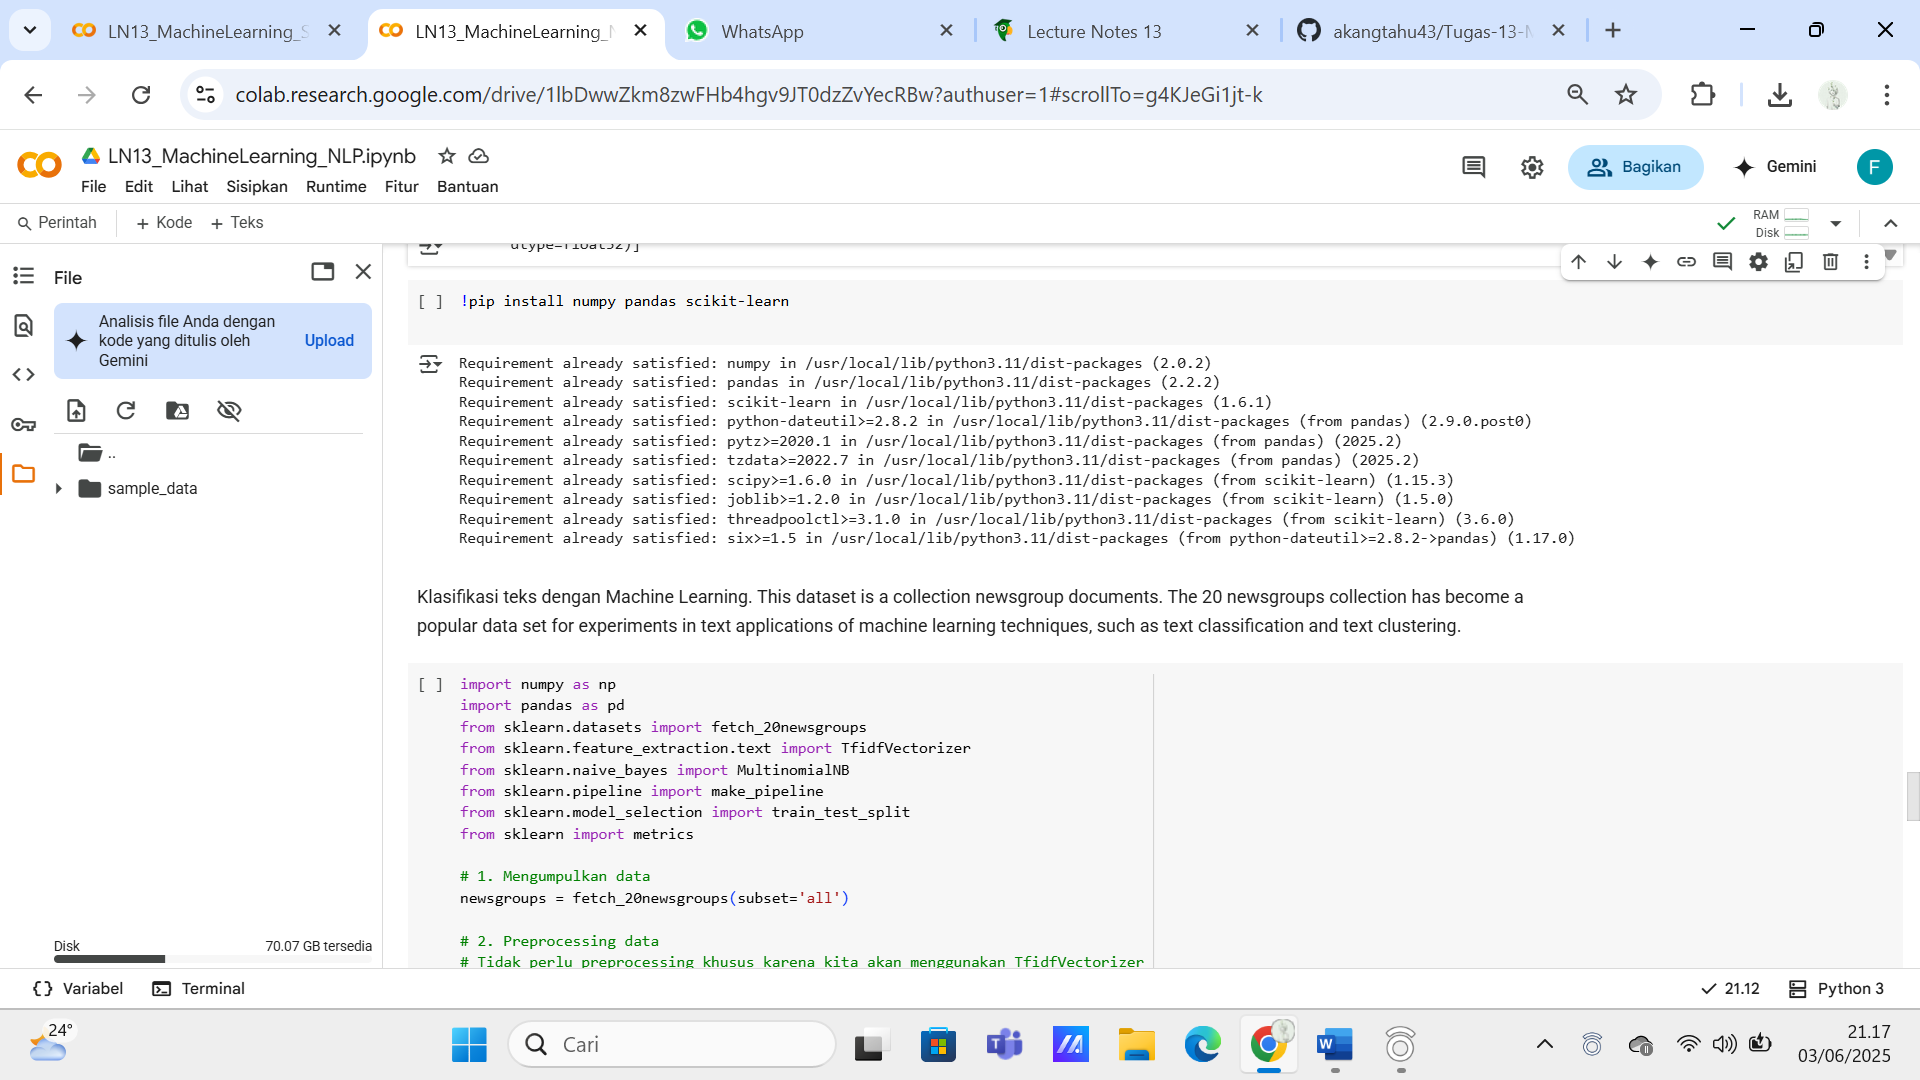 LN13_MachineLearning_S
LN13_MachineLearning_N
WhatsApp
Lecture Notes 13
akangtahu43/Tugas-13-M
colab.research.google.com/drive/1lbDwwZkm8zwFHb4hgv9JT0dzZvYecRBw?authuser=1#scrollTo=g4KJeGi1jt-k
LN13_MachineLearning_NLP.ipynb
File Edit Lihat Sisipkan Runtime Fitur Bantuan
Bagikan
Gemini
F
Perintah + Kode + Teks
RAM
Disk
File
Analisis file Anda dengan
kode yang ditulis oleh
Gemini
Upload
..
sample_data
Disk 70.07 GB tersedia
dtype=float32)]
[ ] !pip install numpy pandas scikit-learn
Requirement already satisfied: numpy in /usr/local/lib/python3.11/dist-packages (2.0.2)
Requirement already satisfied: pandas in /usr/local/lib/python3.11/dist-packages (2.2.2)
Requirement already satisfied: scikit-learn in /usr/local/lib/python3.11/dist-packages (1.6.1)
Requirement already satisfied: python-dateutil>=2.8.2 in /usr/local/lib/python3.11/dist-packages (from pandas) (2.9.0.post0)
Requirement already satisfied: pytz>=2020.1 in /usr/local/lib/python3.11/dist-packages (from pandas) (2025.2)
Requirement already satisfied: tzdata>=2022.7 in /usr/local/lib/python3.11/dist-packages (from pandas) (2025.2)
Requirement already satisfied: scipy>=1.6.0 in /usr/local/lib/python3.11/dist-packages (from scikit-learn) (1.15.3)
Requirement already satisfied: joblib>=1.2.0 in /usr/local/lib/python3.11/dist-packages (from scikit-learn) (1.5.0)
Requirement already satisfied: threadpoolctl>=3.1.0 in /usr/local/lib/python3.11/dist-packages (from scikit-learn) (3.6.0)
Requirement already satisfied: six>=1.5 in /usr/local/lib/python3.11/dist-packages (from python-dateutil>=2.8.2->pandas) (1.17.0)
Klasifikasi teks dengan Machine Learning. This dataset is a collection newsgroup documents. The 20 newsgroups collection has become a
popular data set for experiments in text applications of machine learning techniques, such as text classification and text clustering.
[ ] import numpy as np
import pandas as pd
from sklearn.datasets import fetch_20newsgroups
from sklearn.feature_extraction.text import TfidfVectorizer
from sklearn.naive_bayes import MultinomialNB
from sklearn.pipeline import make_pipeline
from sklearn.model_selection import train_test_split
from sklearn import metrics
# 1. Mengumpulkan data
newsgroups = fetch_20newsgroups(subset='all')
# 2. Preprocessing data
# Tidak perlu preprocessing khusus karena kita akan menggunakan TfidfVectorizer
Variabel
Terminal
21.12
Python 3
24°
Cari
21.17
03/06/2025